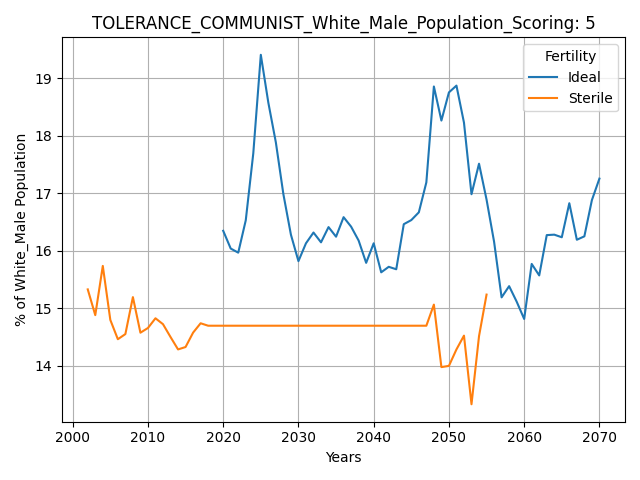 TOLERANCE_COMMUNIST_White_Male_Population_Scoring: 5
Fertility
Ideal
Sterile
% of White_Male Population
19
18
17
16
15
14
2000 2010 2020 2030 2040 2050 2060 2070
Years